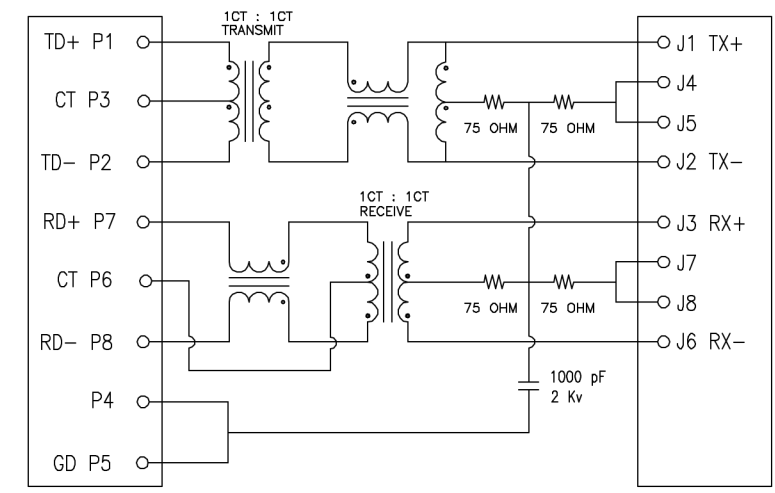 1CT : 1CT
TRANSMIT
TD+ P1
J1 TX+
J4
CT P3
75 OHM 75 OHM
J5
TD− P2
J2 TX−
1CT : 1CT
RECEIVE
RD+ P7
J3 RX+
J7
CT P6
75 OHM 75 OHM
J8
RD− P8
J6 RX−
1000 pF
2 Kv
P4
GD P5